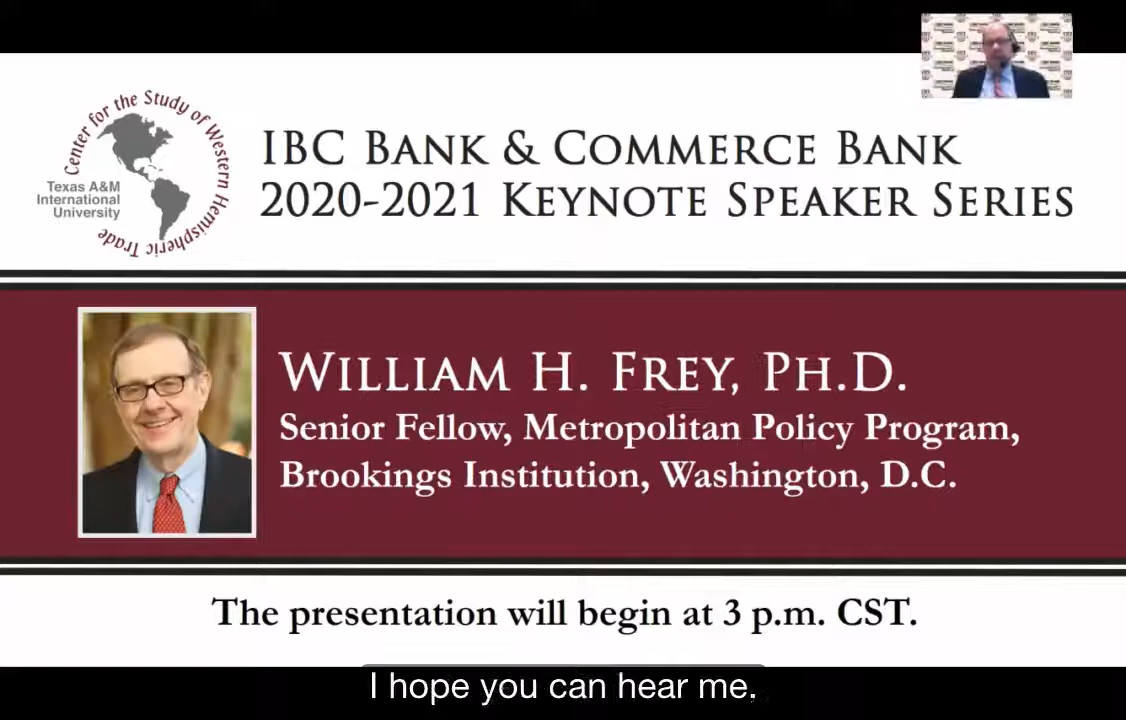 Center for the Study of Western Hemispheric Trade
Texas A&M
International
University
IBC BANK & COMMERCE BANK
2020-2021 KEYNOTE SPEAKER SERIES
WILLIAM H. FREY, PH.D.
Senior Fellow, Metropolitan Policy Program,
Brookings Institution, Washington, D.C.
The presentation will begin at 3 p.m. CST.
I hope you can hear me.